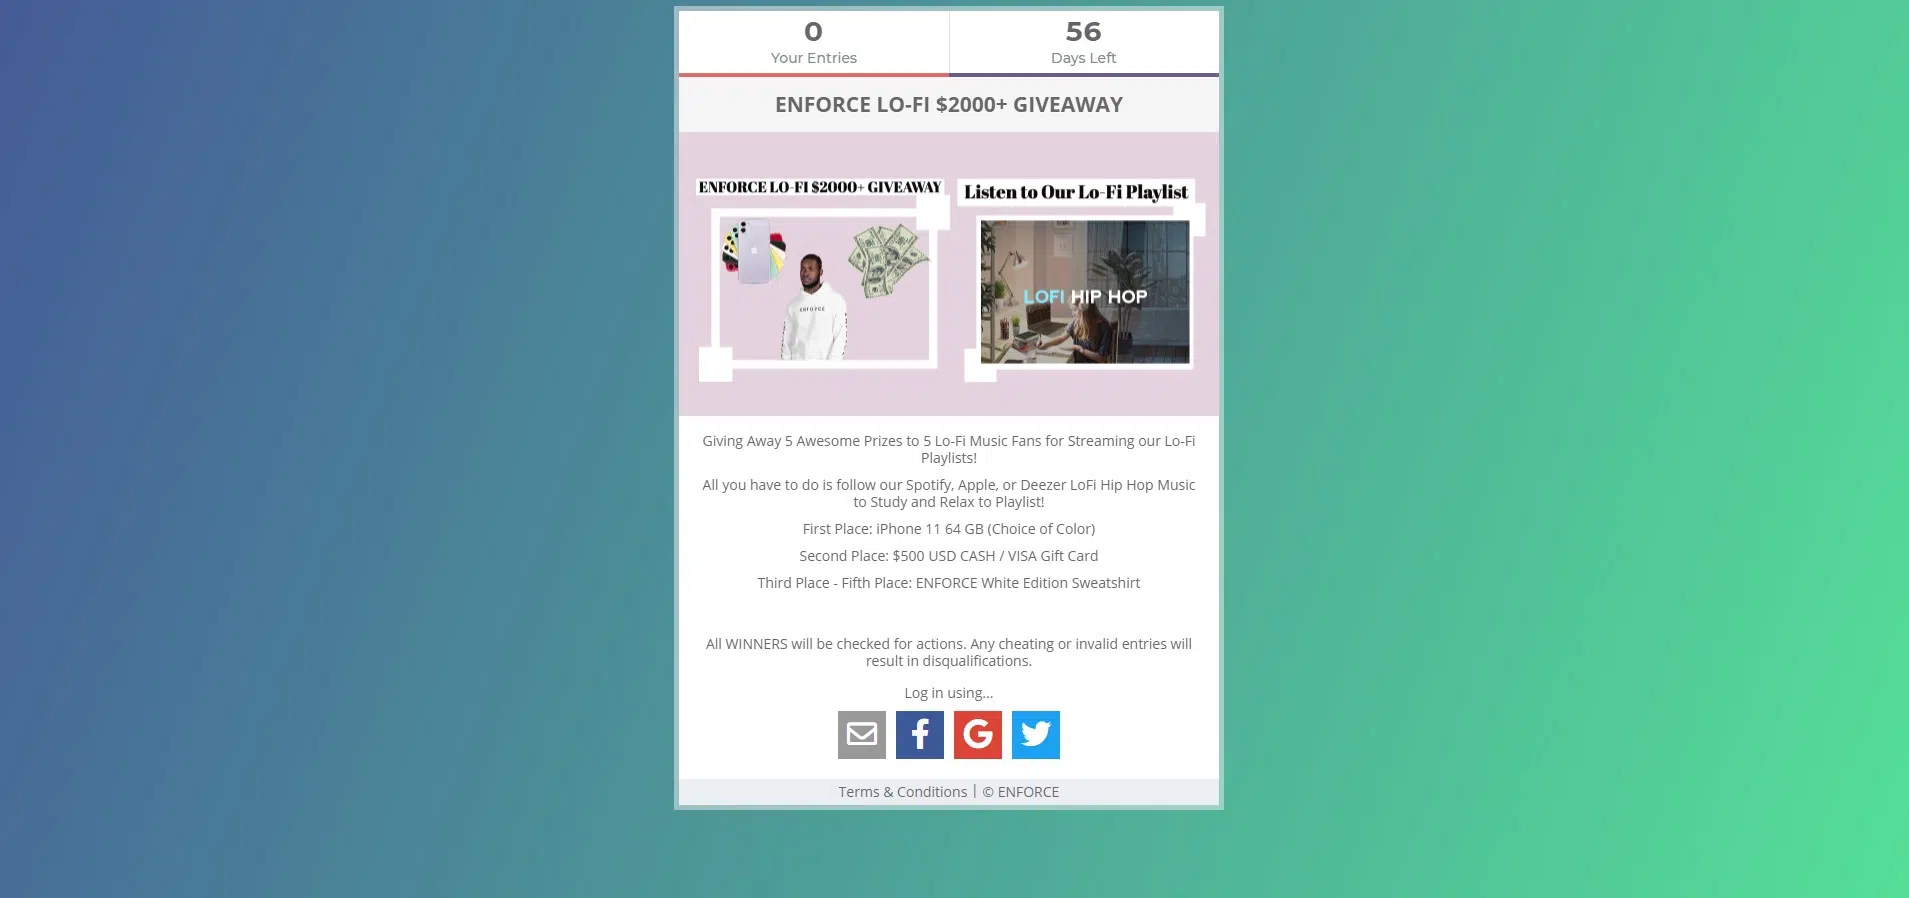 0
Your Entries
56
Days Left
ENFORCE LO-FI $2000+ GIVEAWAY
ENFORCE LO-FI $2000+ GIVEAWAY
Listen to Our Lo-Fi Playlist
ENFORCE
LOFI HIP HOP
Giving Away 5 Awesome Prizes to 5 Lo-Fi Music Fans for Streaming our Lo-Fi
Playlists!
All you have to do is follow our Spotify, Apple, or Deezer LoFi Hip Hop Music
to Study and Relax to Playlist!
First Place: iPhone 11 64 GB (Choice of Color)
Second Place: $500 USD CASH / VISA Gift Card
Third Place - Fifth Place: ENFORCE White Edition Sweatshirt
All WINNERS will be checked for actions. Any cheating or invalid entries will
result in disqualifications.
Log in using...
Terms & Conditions | © ENFORCE